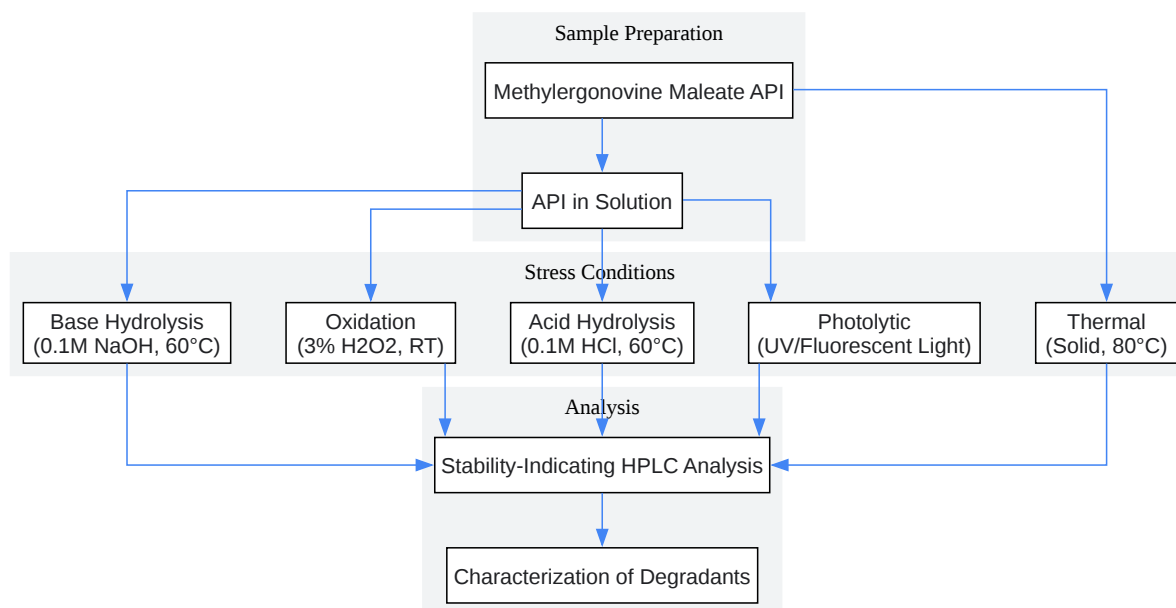 Sample Preparation
Methylergonovine Maleate API
API in Solution
Stress Conditions
Base Hydrolysis
(0.1M NaOH, 60°C)
Oxidation
(3% H2O2, RT)
Acid Hydrolysis
(0.1M HCl, 60°C)
Photolytic
(UV/Fluorescent Light)
Thermal
(Solid, 80°C)
Analysis
Stability-Indicating HPLC Analysis
Characterization of Degradants